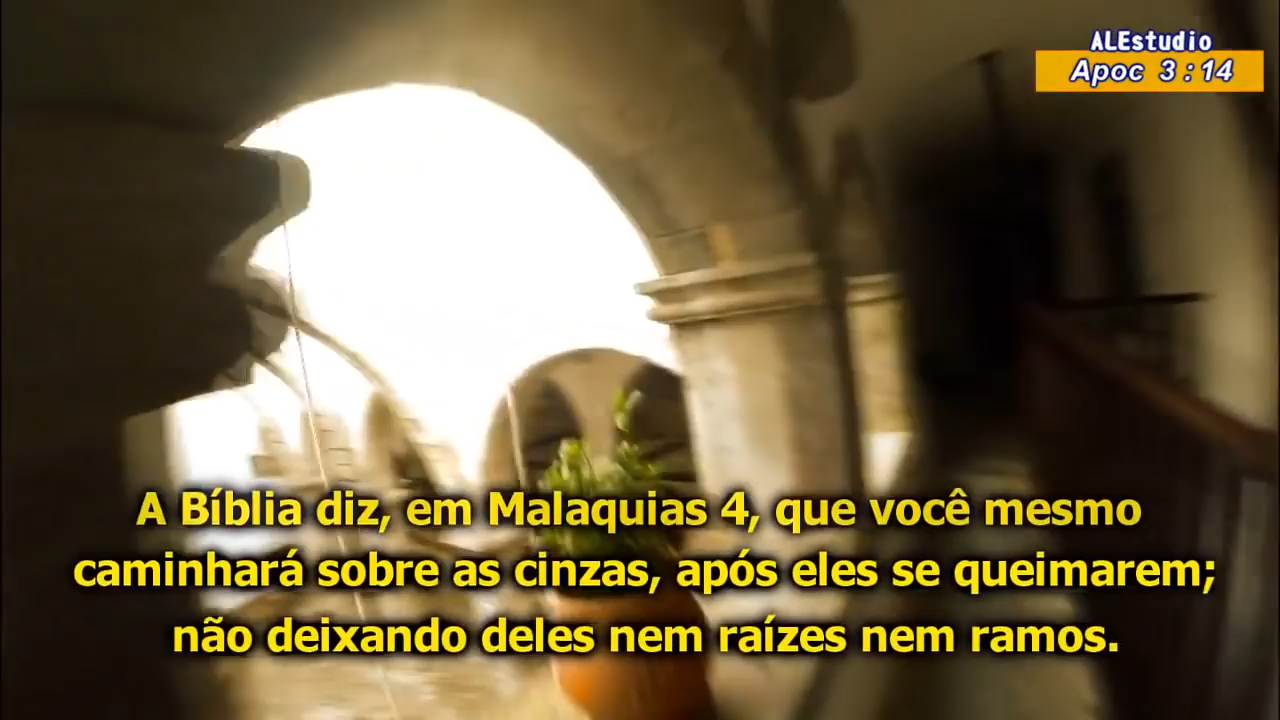 ALEstudio
Apoc 3:14
A Bíblia diz, em Malaquias 4, que você mesmo
caminhará sobre as cinzas, após eles se queimarem;
não deixando deles nem raízes nem ramos.